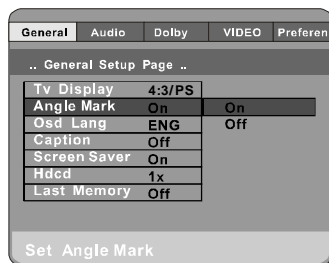 General Audio Dolby VIDEO Preferen
.. General Setup Page ..
Tv Display 4:3/PS
Angle Mark On On
Osd Lang ENG Off
Caption Off
Screen Saver On
Hdcd 1x
Last Memory Off
Set Angle Mark